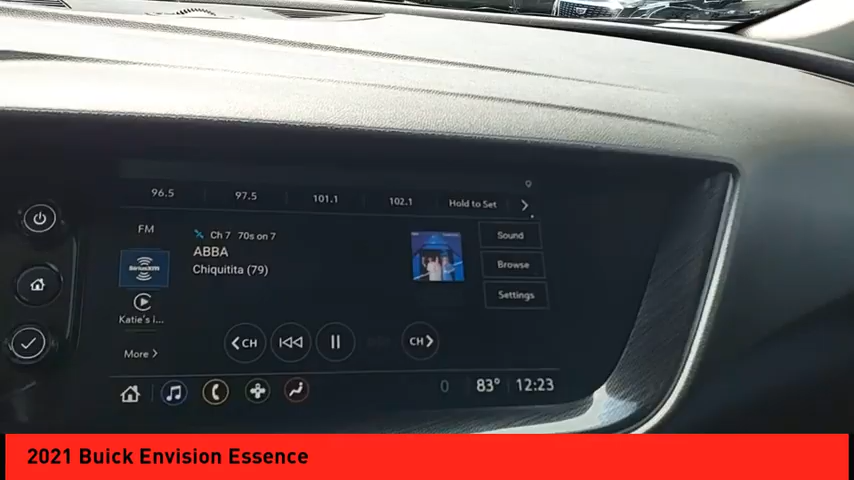 96.5 97.5 101.1 102.1 Hold to Set
FM
Ch 7 70s on 7
ABBA
Chiquitita (79)
SiriusXM
Katie's i...
More
Sound
Browse
Settings
CH CH
0 83° 12:23
2021 Buick Envision Essence